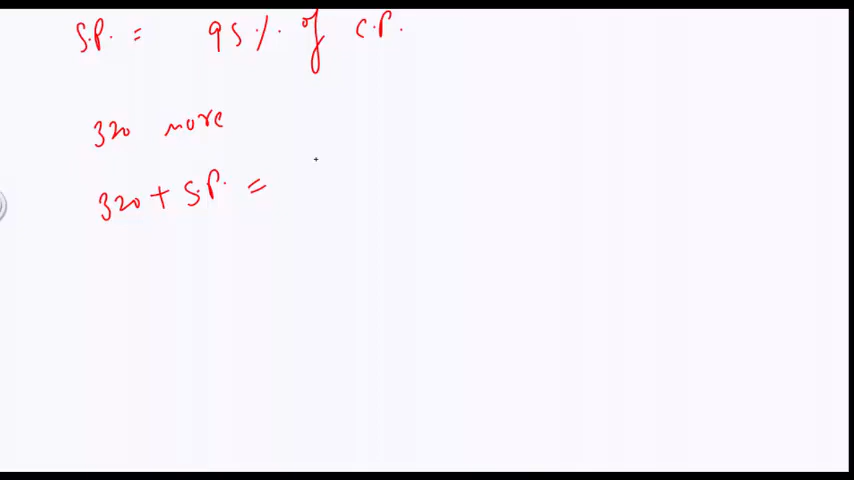 S.P. = 95% of C.P.
320 more
320 + S.P. =